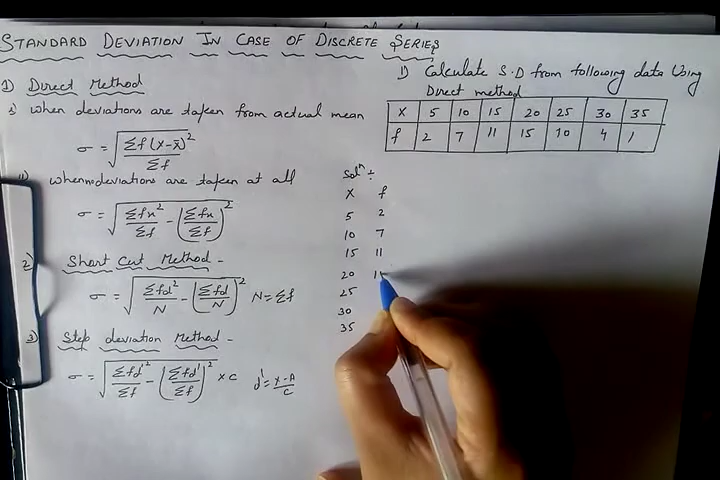 STANDARD DEVIATION IN CASE OF DISCRETE SERIES
1) Direct Method
i) when deviations are taken from actual mean
σ = √(Σf(x-x̄)²/Σf)
ii) when no deviations are taken at all
σ = √(Σfx²/Σf - (Σfx/Σf)²)
2) Short Cut Method -
σ = √(Σfd²/N - (Σfd/N)²) N = Σf
3) Step deviation Method -
σ = √(Σfd'²/Σf - (Σfd'/Σf)²) × C d' = x-A/C
1) Calculate S.D from following data Using
Direct method
X 5 10 15 20 25 30 35
f 2 7 11 15 10 4 1
Solⁿ ÷
X f
5 2
10 7
15 11
20
25
30
35